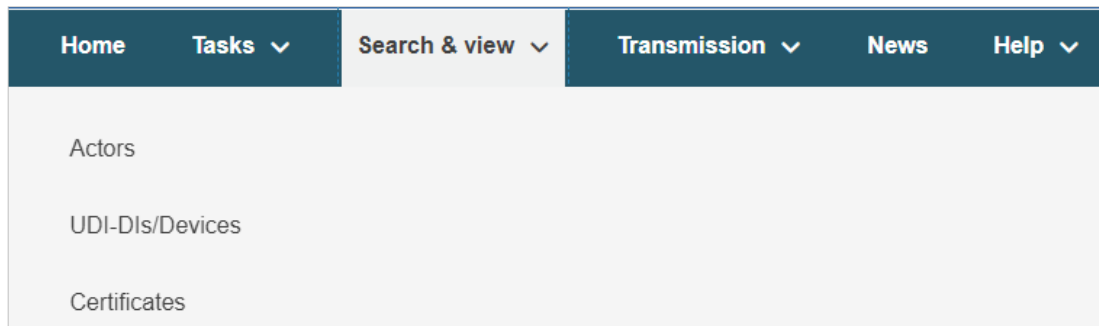 Home Tasks Search & view Transmission News Help
Actors
UDI-DIs/Devices
Certificates